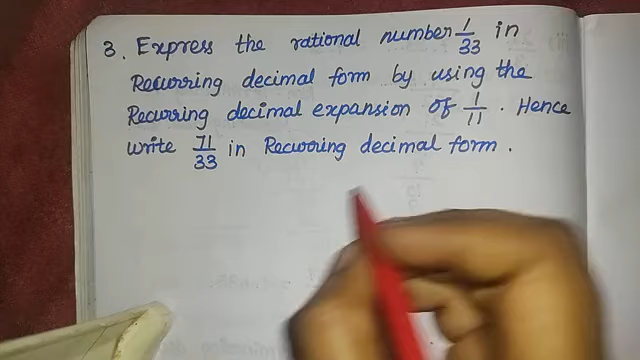 3. Express the rational number 1/33 in
Recurring decimal form by using the
Recurring decimal expansion of 1/11. Hence
write 71/33 in Recurring decimal form.